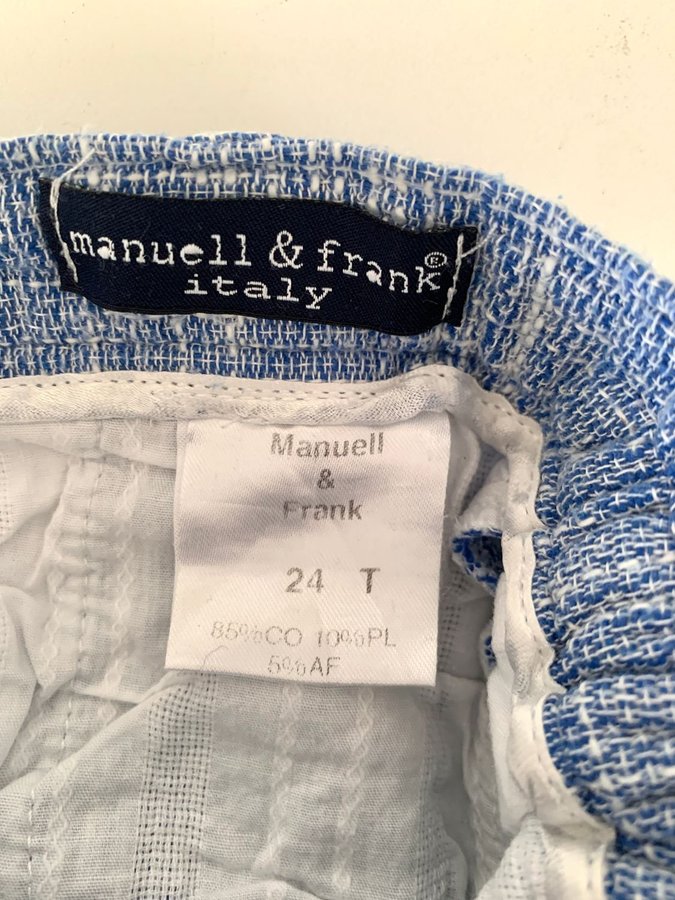 manuell & frank®
italy
Manuell
&
Frank
24 T
85%CO 10%PL
5%AF